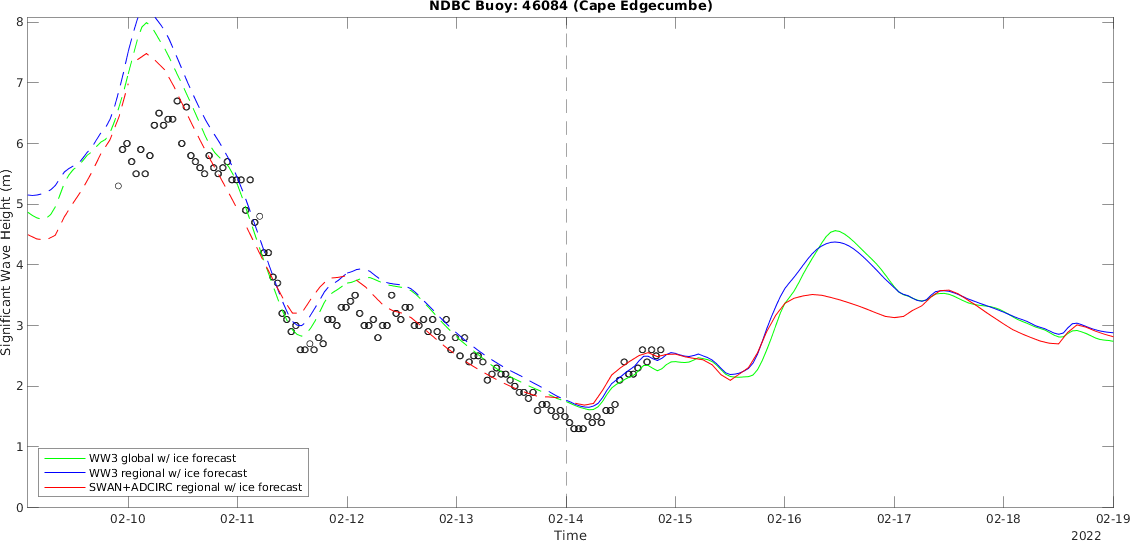 NDBC Buoy: 46084 (Cape Edgecumbe)
Significant Wave Height (m)
8
7
6
5
4
3
2
1
0
WW3 global w/ ice forecast
WW3 regional w/ ice forecast
SWAN+ADCIRC regional w/ ice forecast
02-10 02-11 02-12 02-13 02-14 02-15 02-16 02-17 02-18 02-19
Time
2022